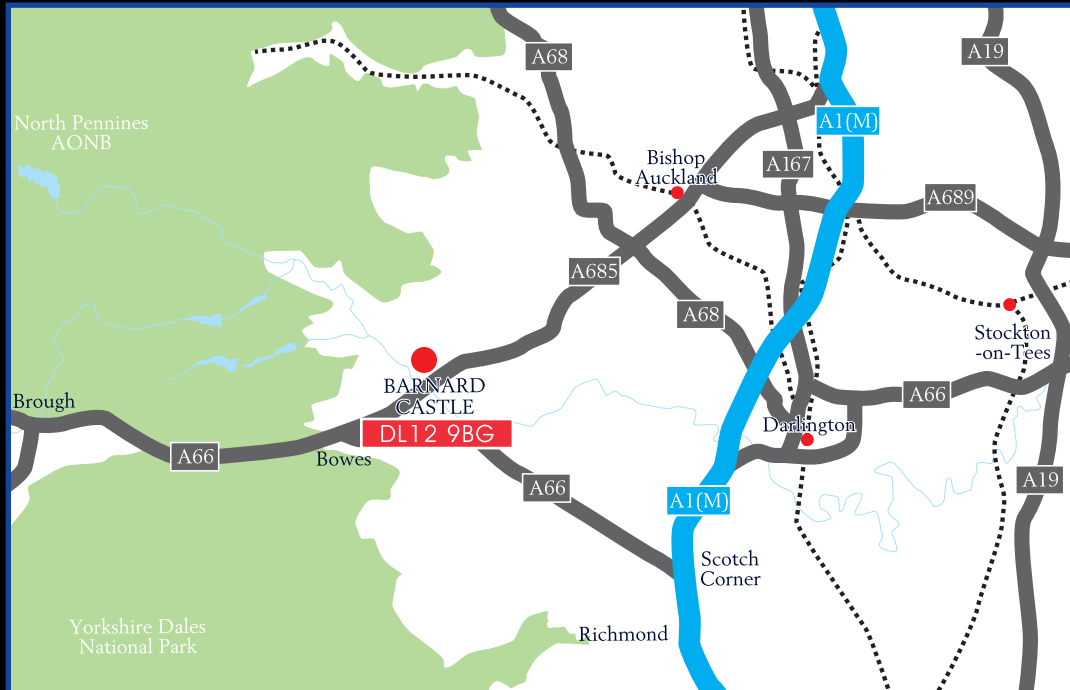 A68
A19
North Pennines
AONB
A1(M)
Bishop
Auckland
A167
A689
A685
A68
Stockton
-on-Tees
BARNARD
CASTLE
DL12 9BG
Brough
A66
Darlington
A66
Bowes
A66
A19
A1(M)
Scotch
Corner
Yorkshire Dales
National Park
Richmond